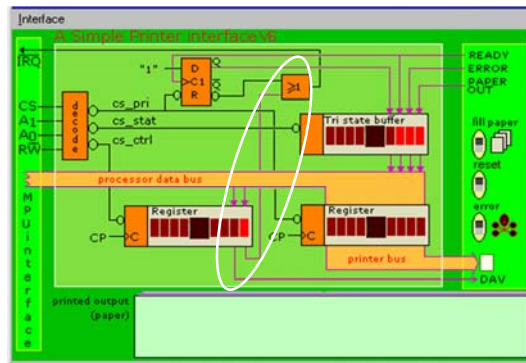 Interface
A Simple Printer interface V6
IRQ
"1"
D
Q
C1
Q
R
≥1
READY
ERROR
PAPER
OUT
CS
A1
A0
RW
decode
cs_pri
cs_stat
cs_ctrl
Tri state buffer
fill paper
reset
error
processor data bus
MPUinterface
Register
CP
C
Register
CP
C
printer bus
DAV
printed output
(paper)